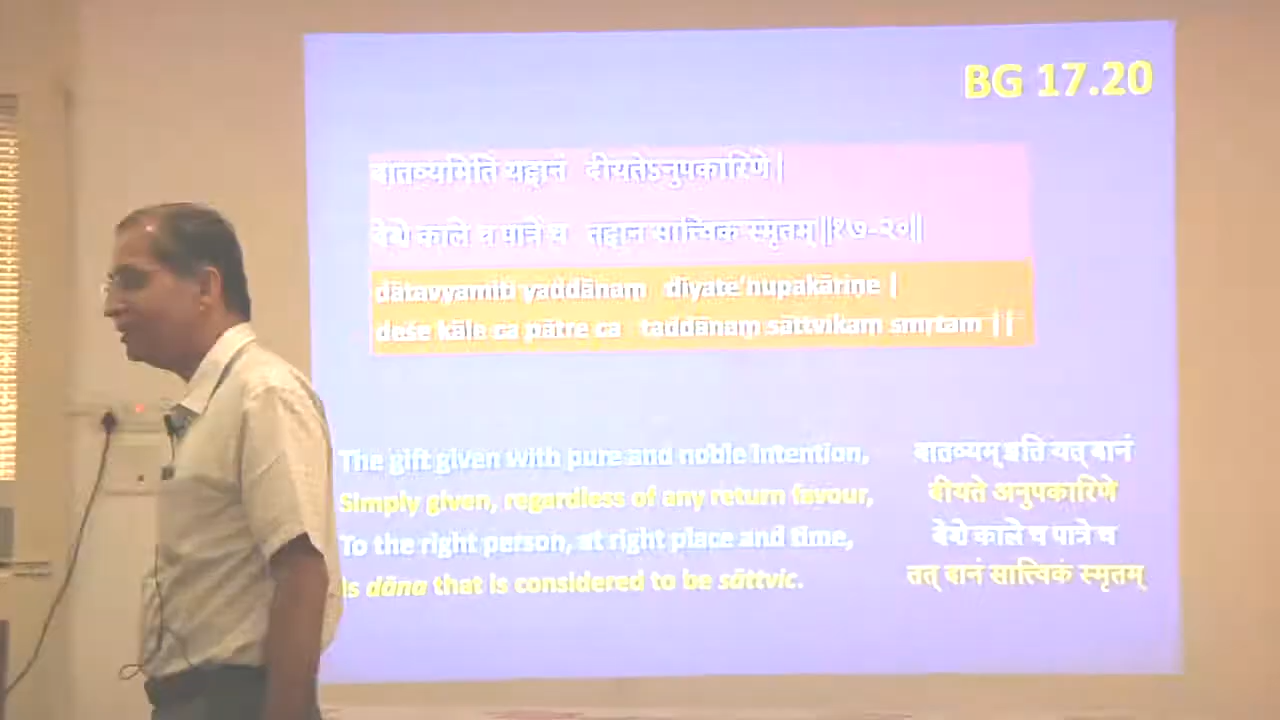 BG 17.20
दातव्यमिति यद्दानं दीयतेऽनुपकारिणे|
देशे काले च पात्रे च तद्दानं सात्त्विकं स्मृतम्||१७-२०||
dātavyamiti yaddānaṃ dīyate'nupakāriṇe |
deśe kāle ca pātre ca taddānaṃ sāttvikaṃ smṛtam ||
The gift given with pure and noble intention,
दातव्यम् इति यत् दानं
Simply given, regardless of any return favour,
दीयते अनुपकारिणे
To the right person, at right place and time,
देशे काले च पात्रे च
Is dāna that is considered to be sāttvic.
तत् दानं सात्त्विकं स्मृतम्